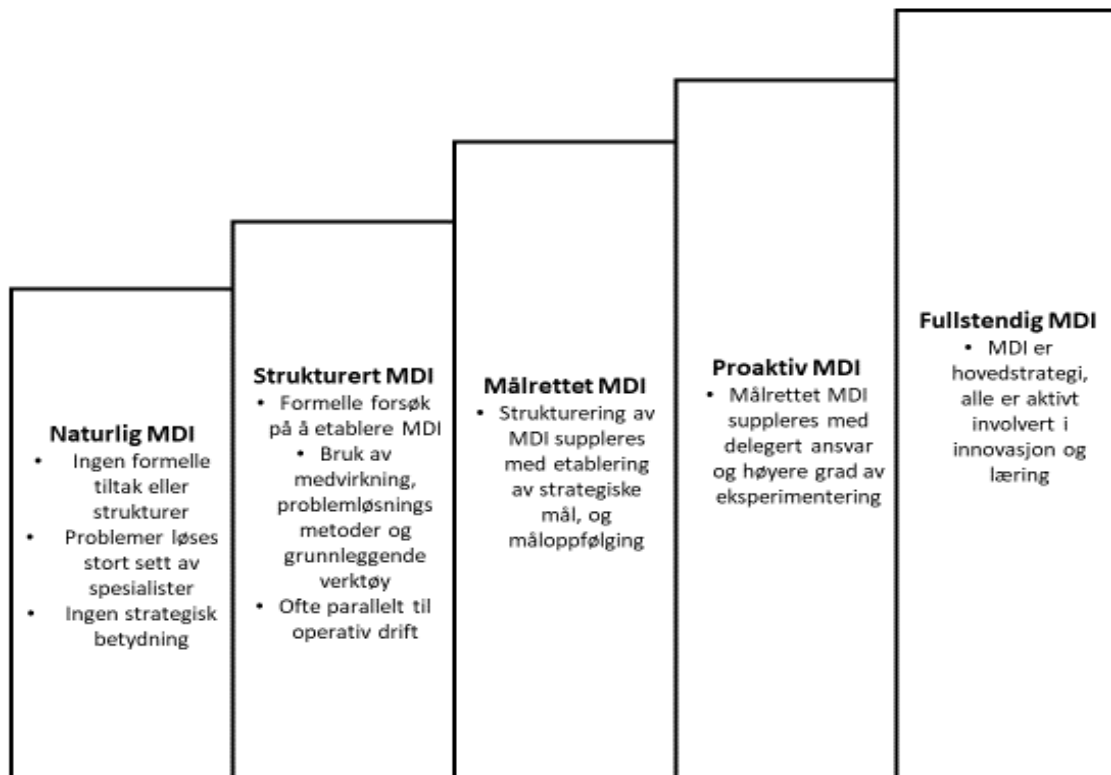 Naturlig MDI
• Ingen formelle
tiltak eller
strukturer
• Problemer løses
stort sett av
spesialister
• Ingen strategisk
betydning
Strukturert MDI
• Formelle forsøk
på å etablere MDI
• Bruk av
medvirkning,
problemløsnings
metoder og
grunnleggende
verktøy
• Ofte parallelt til
operativ drift
Målrettet MDI
• Strukturering av
MDI suppleres
med etablering
av strategiske
mål, og
måloppfølging
Proaktiv MDI
• Målrettet MDI
suppleres med
delegert ansvar
og høyere grad av
eksperimentering
Fullstendig MDI
• MDI er
hovedstrategi,
alle er aktivt
involvert i
innovasjon og
læring